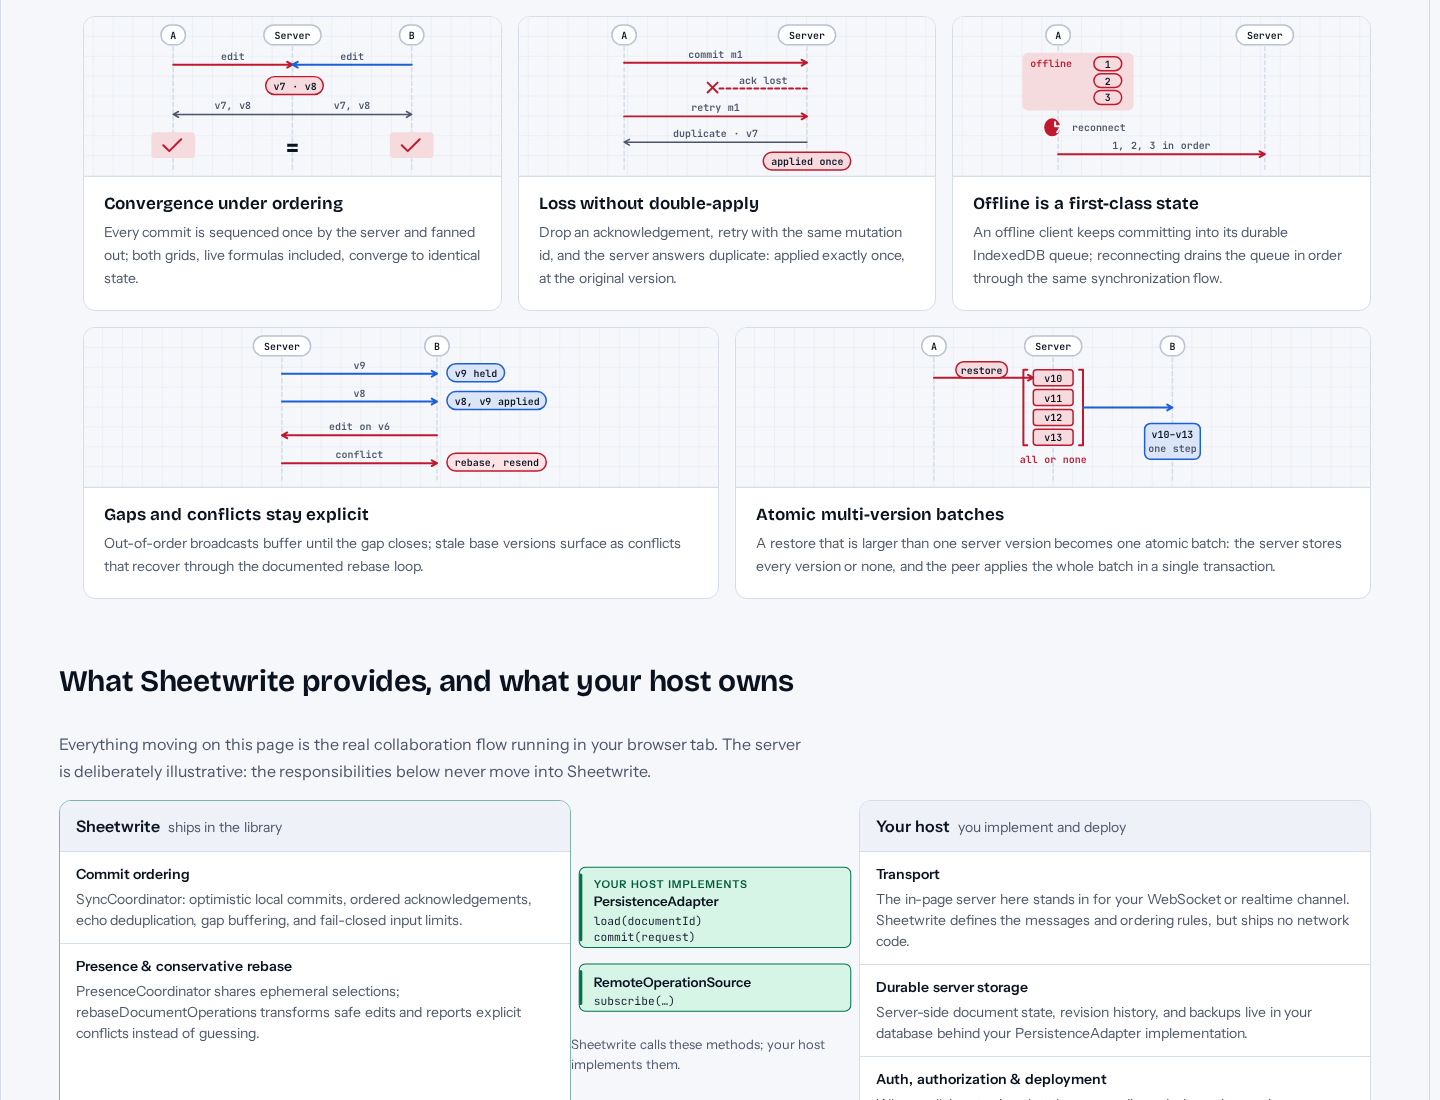 A
Server
B
edit
edit
v7 · v8
v7, v8
v7, v8
=
Convergence under ordering
Every commit is sequenced once by the server and fanned
out; both grids, live formulas included, converge to identical
state.
A
Server
commit m1
ack lost
retry m1
duplicate · v7
applied once
Loss without double-apply
Drop an acknowledgement, retry with the same mutation
id, and the server answers duplicate: applied exactly once,
at the original version.
A
Server
offline
1
2
3
reconnect
1, 2, 3 in order
Offline is a first-class state
An offline client keeps committing into its durable
IndexedDB queue; reconnecting drains the queue in order
through the same synchronization flow.
Server
B
v9
v9 held
v8
v8, v9 applied
edit on v6
conflict
rebase, resend
Gaps and conflicts stay explicit
Out-of-order broadcasts buffer until the gap closes; stale base versions surface as conflicts
that recover through the documented rebase loop.
A
Server
B
restore
v10
v11
v12
v13
all or none
v10–v13
one step
Atomic multi-version batches
A restore that is larger than one server version becomes one atomic batch: the server stores
every version or none, and the peer applies the whole batch in a single transaction.
What Sheetwrite provides, and what your host owns
Everything moving on this page is the real collaboration flow running in your browser tab. The server
is deliberately illustrative: the responsibilities below never move into Sheetwrite.
Sheetwrite ships in the library
Commit ordering
SyncCoordinator: optimistic local commits, ordered acknowledgements,
echo deduplication, gap buffering, and fail-closed input limits.
Presence & conservative rebase
PresenceCoordinator shares ephemeral selections;
rebaseDocumentOperations transforms safe edits and reports explicit
conflicts instead of guessing.
YOUR HOST IMPLEMENTS
PersistenceAdapter
load(documentId)
commit(request)
RemoteOperationSource
subscribe(…)
Sheetwrite calls these methods; your host
implements them.
Your host you implement and deploy
Transport
The in-page server here stands in for your WebSocket or realtime channel.
Sheetwrite defines the messages and ordering rules, but ships no network
code.
Durable server storage
Server-side document state, revision history, and backups live in your
database behind your PersistenceAdapter implementation.
Auth, authorization & deployment